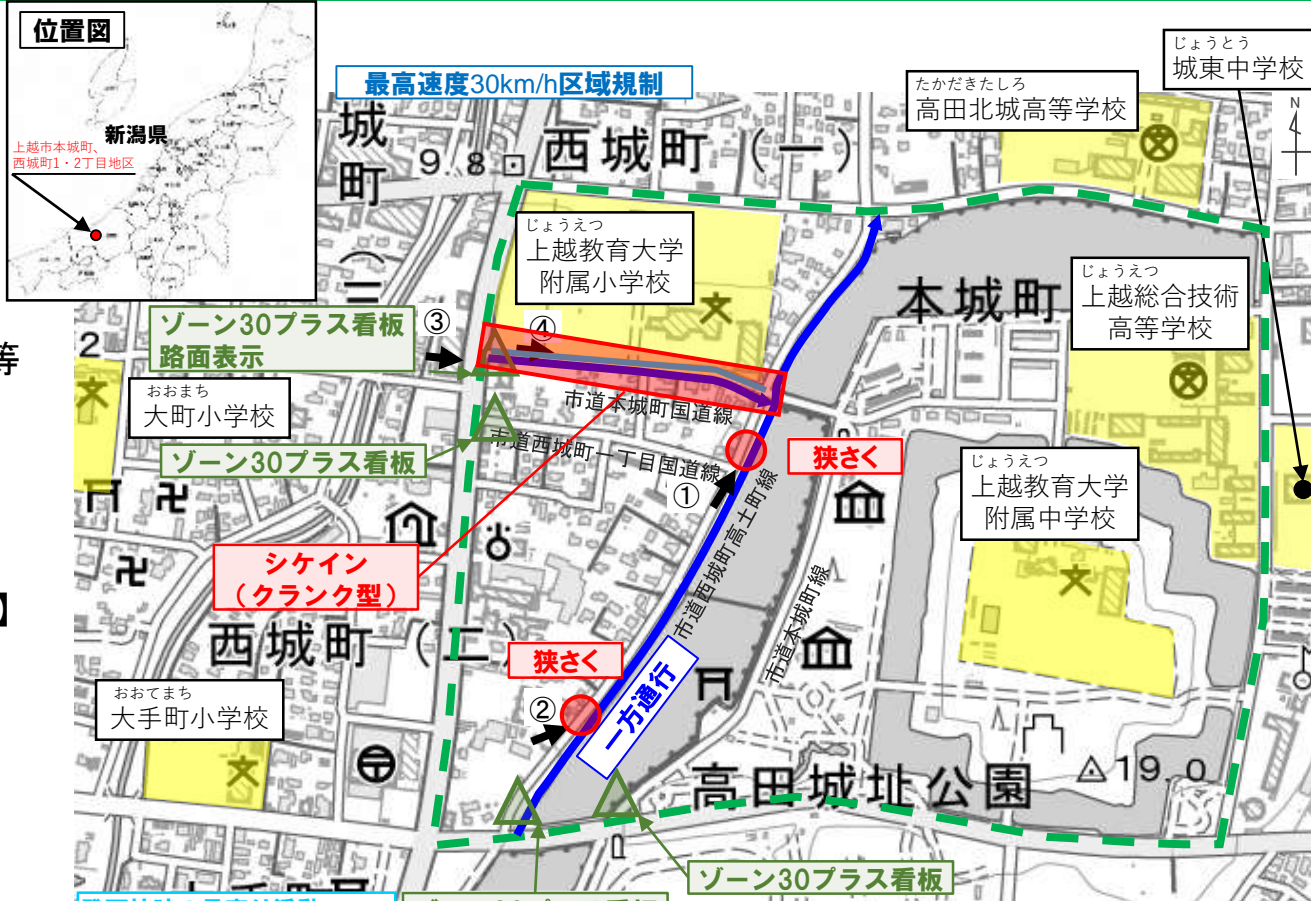 位置図
新潟県
上越市本城町、
西城町1・2丁目地区
最高速度30km/h区域規制
たかだきたしろ
高田北城高等学校
じょうとう
城東中学校
N
城
町
（三
9.8
西城町（一）
じょうえつ
上越教育大学
附属小学校
本城町
じょうえつ
上越総合技術
高等学校
ゾーン30プラス看板
路面表示
③
④
等
2
おおまち
大町小学校
市道本城町国道線
ゾーン30プラス看板
市道西城町一丁目国道線
狭さく
①
じょうえつ
上越教育大学
附属中学校
シケイン
（クランク型）
市道西城町高土町線
市道本城町線
】
西城町（二）
狭さく
一方通行
おおてまち
大手町小学校
②
高田城址公園
19.0
ゾーン30プラス看板